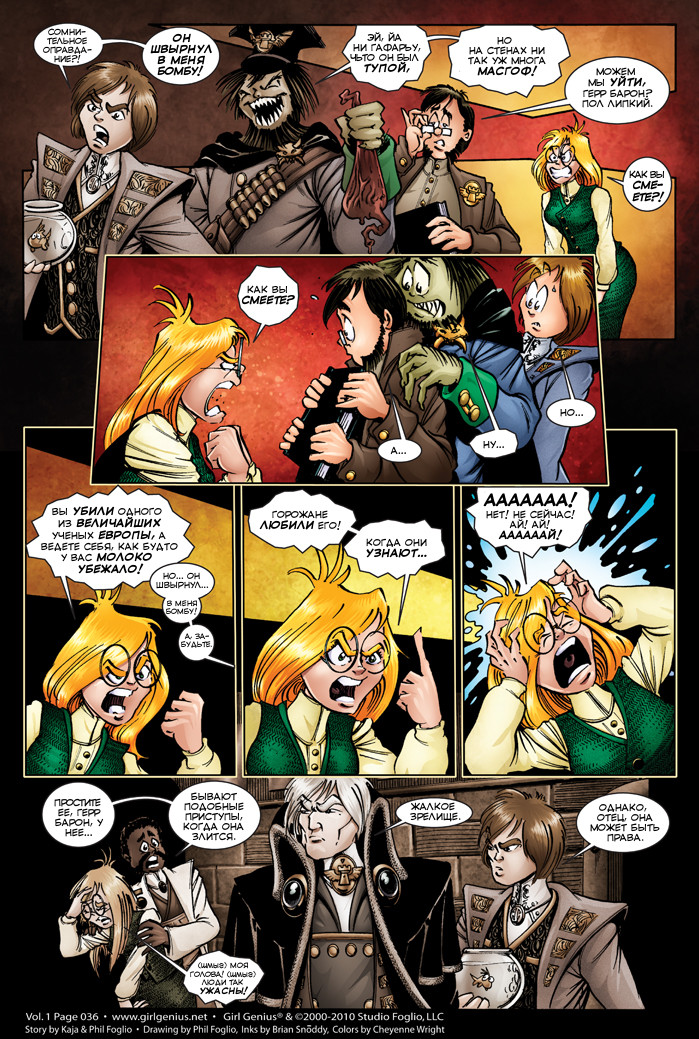 СОМНИ-
ТЕЛЬНОЕ
ОПРАВДА-
НИЕ?!
ОН
ШВЫРНУЛ
В МЕНЯ
БОМБУ!
ЭЙ, ЙА
НИ ГАФАРЬУ,
ЧЬТО ОН БЫЛ
ТУПОЙ,
НО
НА СТЕНАХ НИ
ТАК УЖ МНОГА
МАСГОФ!
МОЖЕМ
МЫ УЙТИ,
ГЕРР БАРОН?
ПОЛ ЛИПКИЙ.
КАК ВЫ
СМЕ-
ЕТЕ?!
КАК ВЫ
СМЕЕТЕ?
А...
НУ...
НО...
ВЫ УБИЛИ ОДНОГО
ИЗ ВЕЛИЧАЙШИХ
УЧЕНЫХ ЕВРОПЫ, А
ВЕДЕТЕ СЕБЯ, КАК БУДТО
У ВАС МОЛОКО
УБЕЖАЛО!
НО... ОН
ШВЫРНУЛ...
В МЕНЯ
БОМБУ!
А, ЗА-
БУДЬТЕ.
ГОРОЖАНЕ
ЛЮБИЛИ ЕГО!
КОГДА ОНИ
УЗНАЮТ...
ААААААА!
НЕТ! НЕ СЕЙЧАС!
АЙ! АЙ!
ААААААЙ!
ПРОСТИТЕ
ЕЕ, ГЕРР
БАРОН, У
НЕЕ...
БЫВАЮТ
ПОДОБНЫЕ
ПРИСТУПЫ,
КОГДА ОНА
ЗЛИТСЯ.
(ШМЫГ) МОЯ
ГОЛОВА! (ШМЫГ)
ЛЮДИ ТАК
УЖАСНЫ!
ЖАЛКОЕ
ЗРЕЛИЩЕ.
ОДНАКО,
ОТЕЦ, ОНА
МОЖЕТ БЫТЬ
ПРАВА.
Vol. 1 Page 036 • www.girlgenius.net • Girl Genius® & ©2000-2010 Studio Foglio, LLC
Story by Kaja & Phil Foglio • Drawing by Phil Foglio, Inks by Brian Snōddy, Colors by Cheyenne Wright